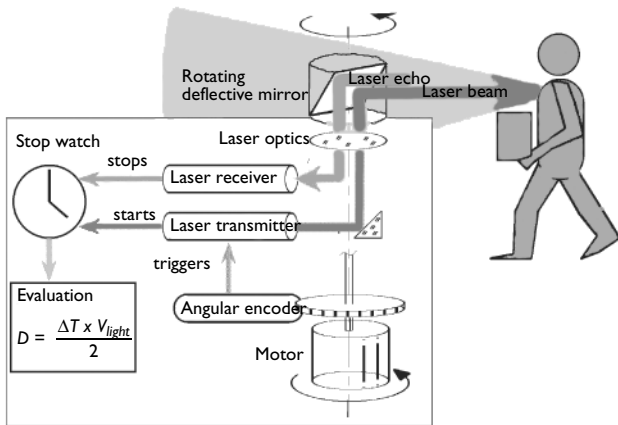 Rotating
deflective mirror
Laser echo
Laser beam
Laser optics
Stop watch
stops
Laser receiver
starts
Laser transmitter
triggers
Evaluation
D = ΔT x Vlight
2
Angular encoder
Motor